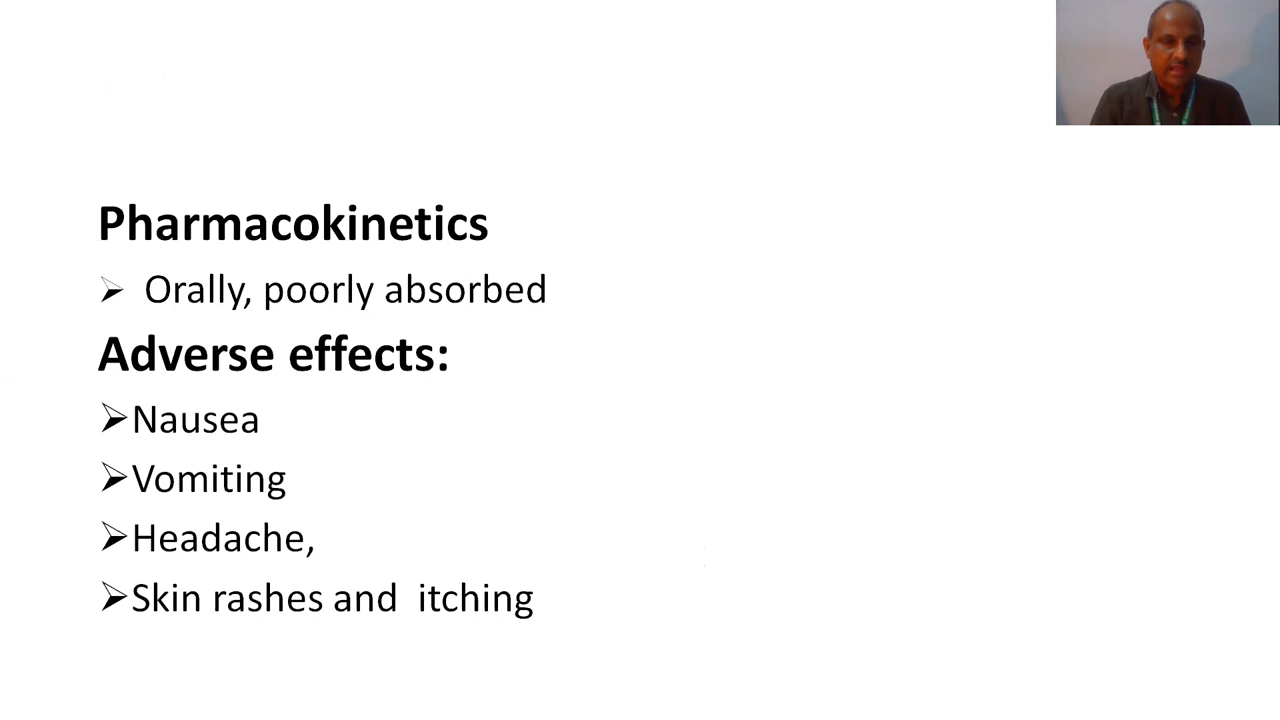 Pharmacokinetics
➢ Orally, poorly absorbed
Adverse effects:
➢Nausea
➢Vomiting
➢Headache,
➢Skin rashes and  itching